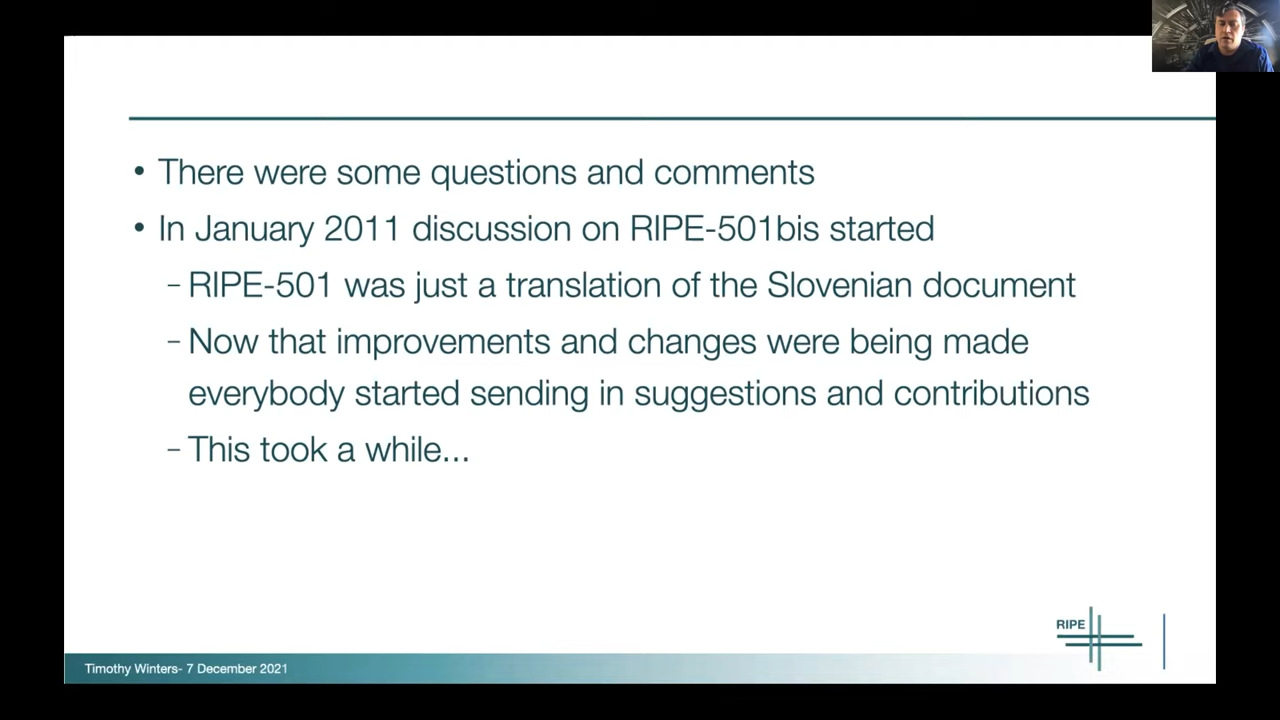 • There were some questions and comments
• In January 2011 discussion on RIPE-501bis started
– RIPE-501 was just a translation of the Slovenian document
– Now that improvements and changes were being made
everybody started sending in suggestions and contributions
– This took a while...
RIPE
Timothy Winters- 7 December 2021